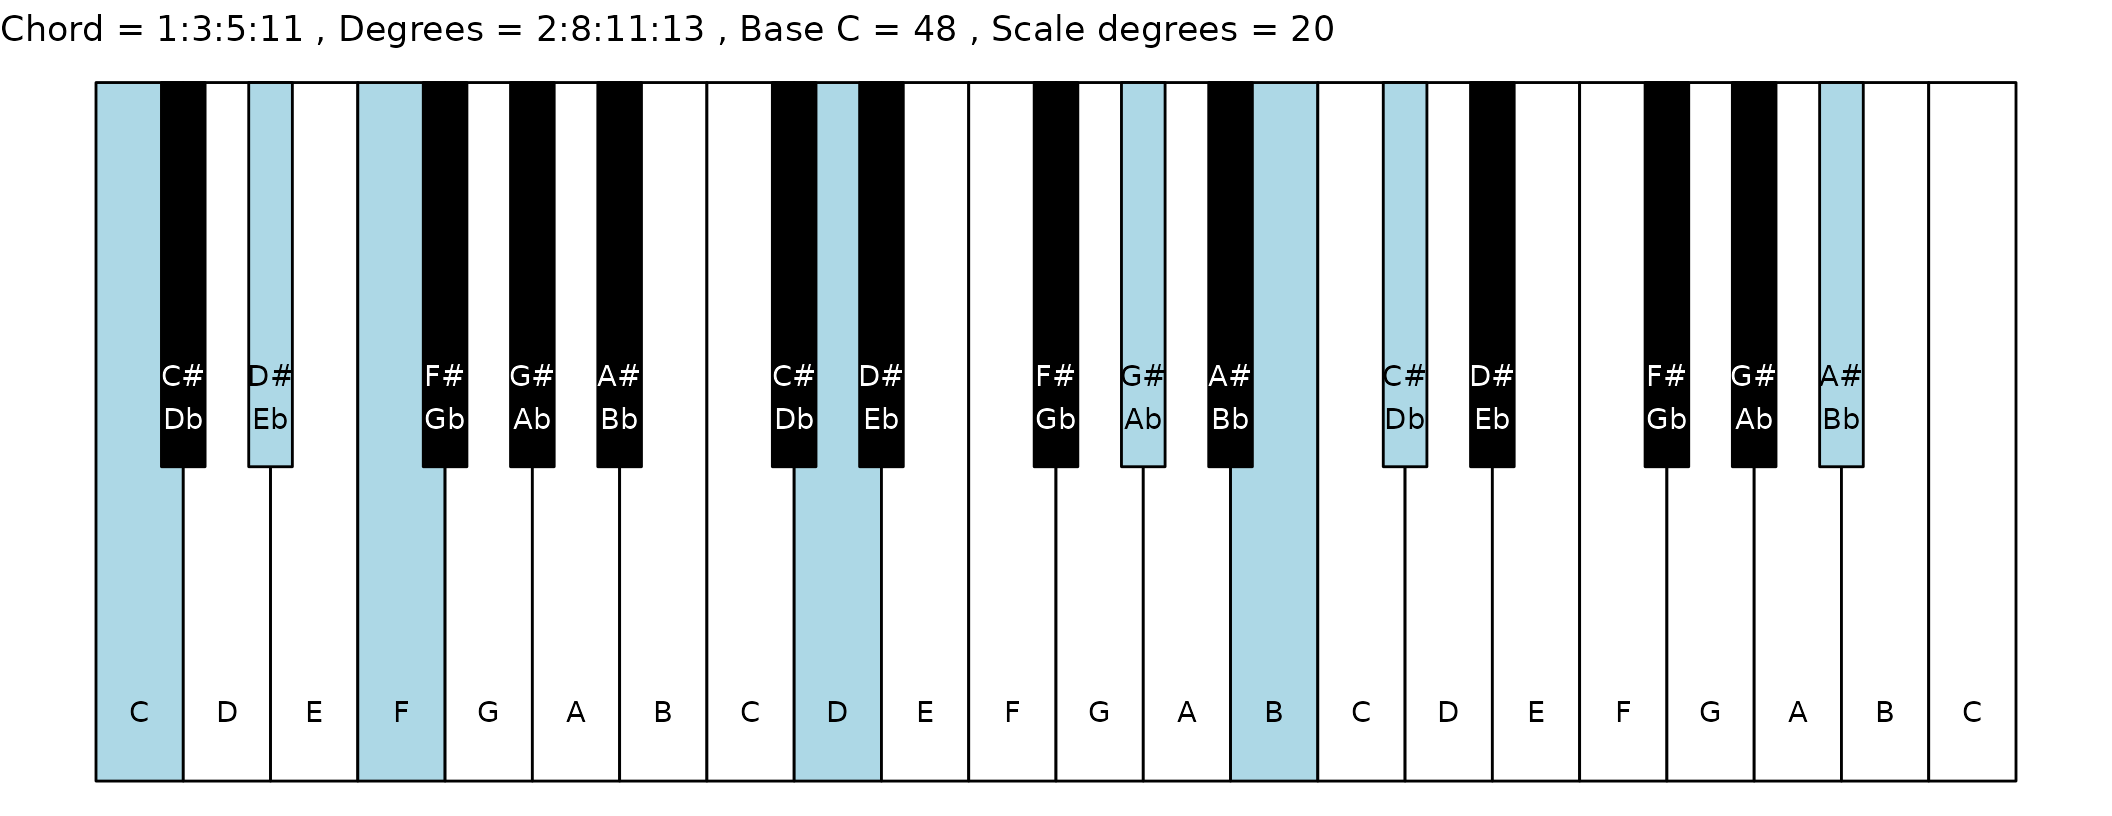 Chord = 1:3:5:11 , Degrees = 2:8:11:13 , Base C = 48 , Scale degrees = 20
C# D# F# G# A# C# D# F# G# A# C# D# F# G# A#
Db Eb Gb Ab Bb Db Eb Gb Ab Bb Db Eb Gb Ab Bb
C D E F G A B C D E F G A B C D E F G A B C